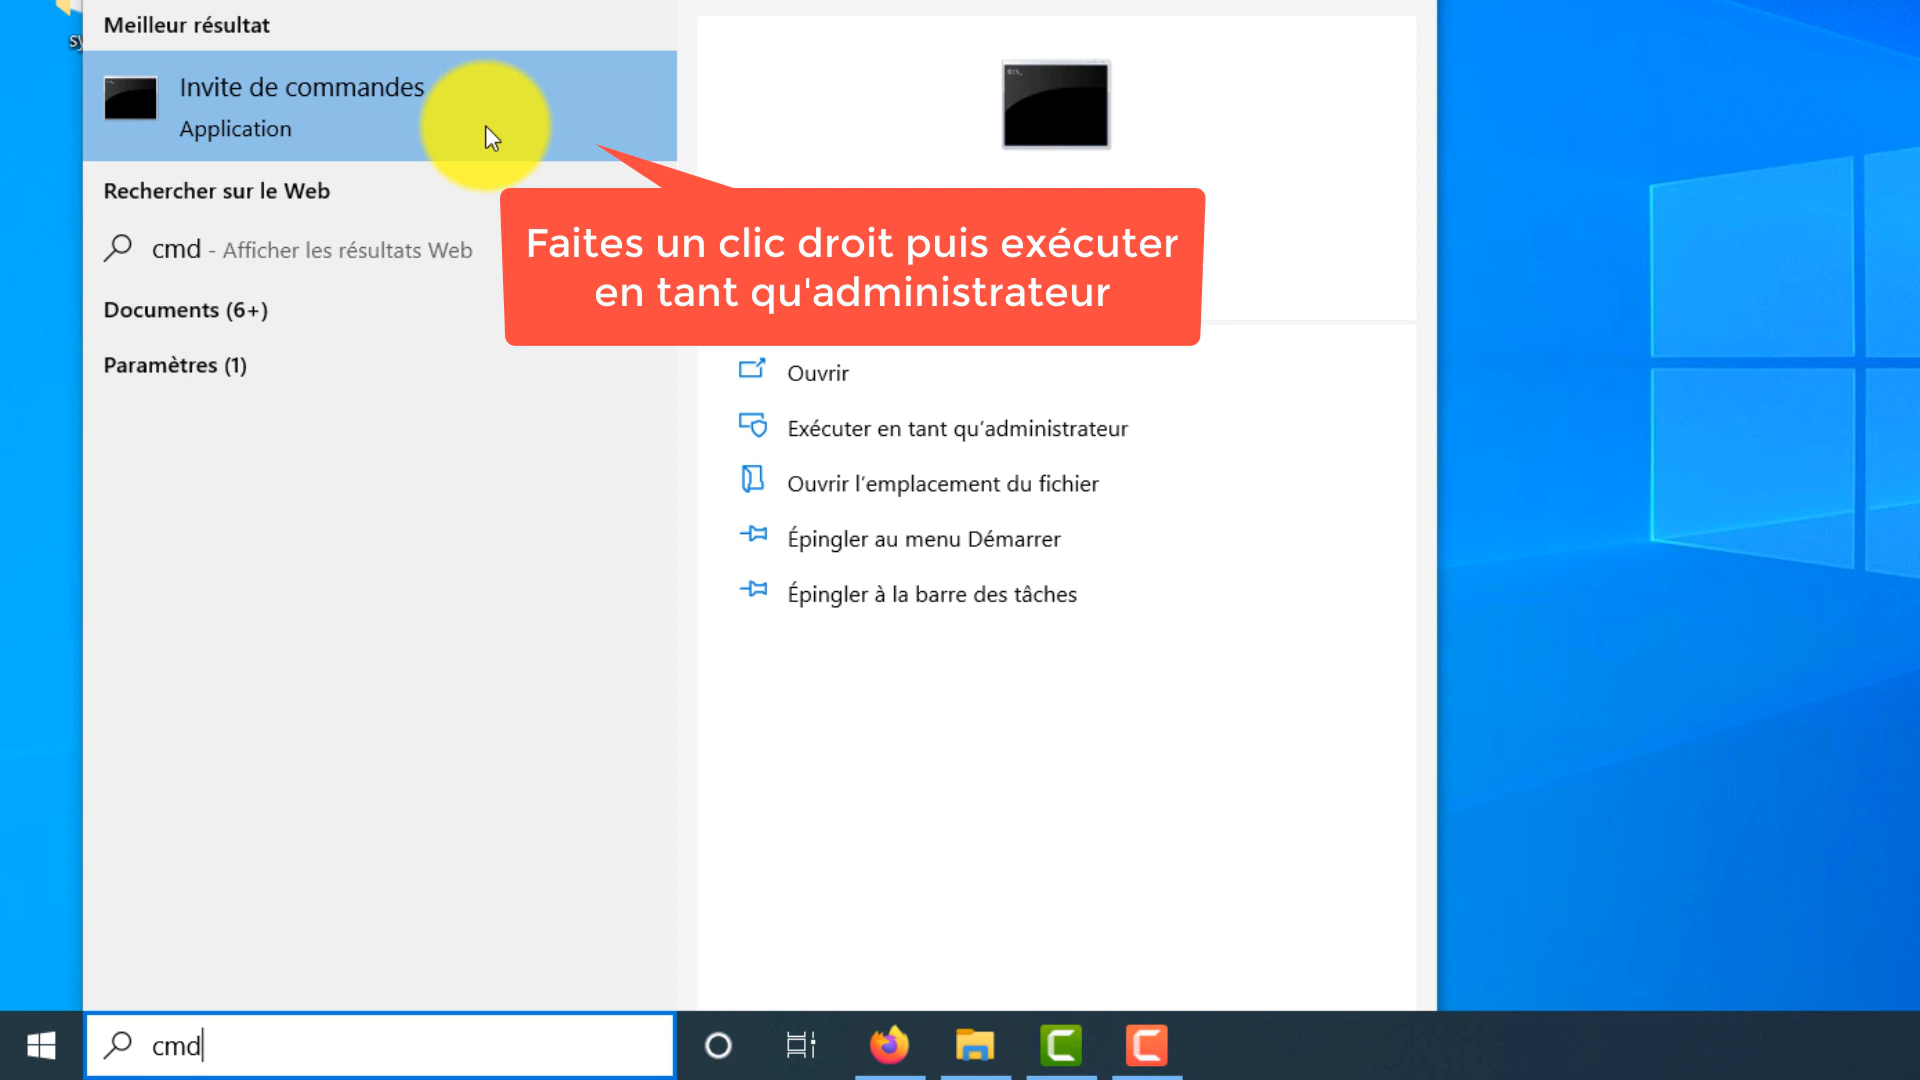 Meilleur résultat
Invite de commandes
Application
Rechercher sur le Web
cmd - Afficher les résultats Web
Documents (6+)
Paramètres (1)
Faites un clic droit puis exécuter
en tant qu'administrateur
Ouvrir
Exécuter en tant qu’administrateur
Ouvrir l’emplacement du fichier
Épingler au menu Démarrer
Épingler à la barre des tâches
cmd